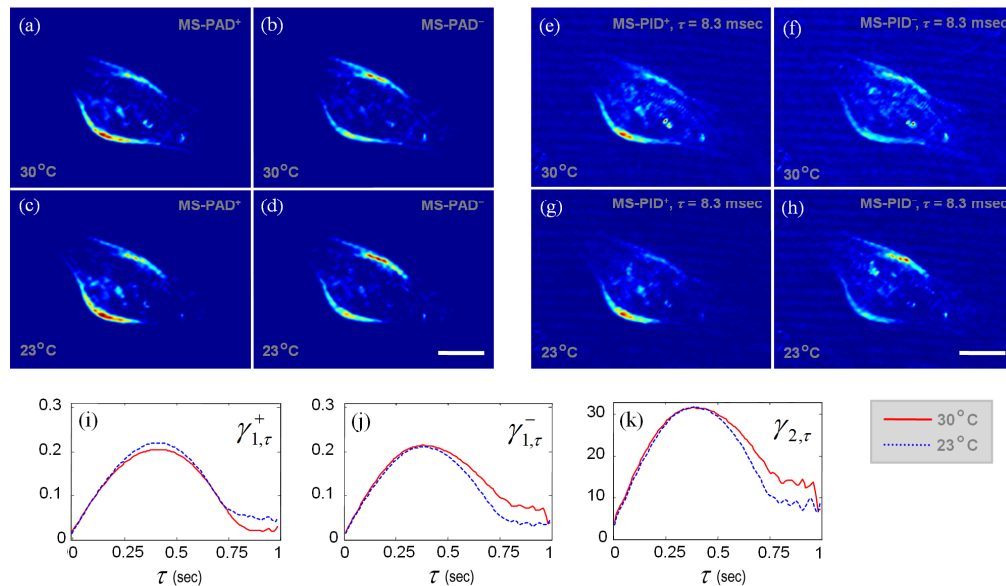 (a) MS-PAD⁺
(b) MS-PAD⁻
(e) MS-PID⁺, τ = 8.3 msec
(f) MS-PID⁻, τ = 8.3 msec
30°C
30°C
30°C
30°C
(c) MS-PAD⁺
(d) MS-PAD⁻
(g) MS-PID⁺, τ = 8.3 msec
(h) MS-PID⁻, τ = 8.3 msec
23°C
23°C
23°C
23°C
(i) γ⁺₁,τ
0.3
0.2
0.1
0
0 0.25 0.5 0.75 1
τ (sec)
(j) γ⁻₁,τ
0.3
0.2
0.1
0
0 0.25 0.5 0.75 1
τ (sec)
(k) γ₂,τ
30
20
10
0
0 0.25 0.5 0.75 1
τ (sec)
30°C
23°C